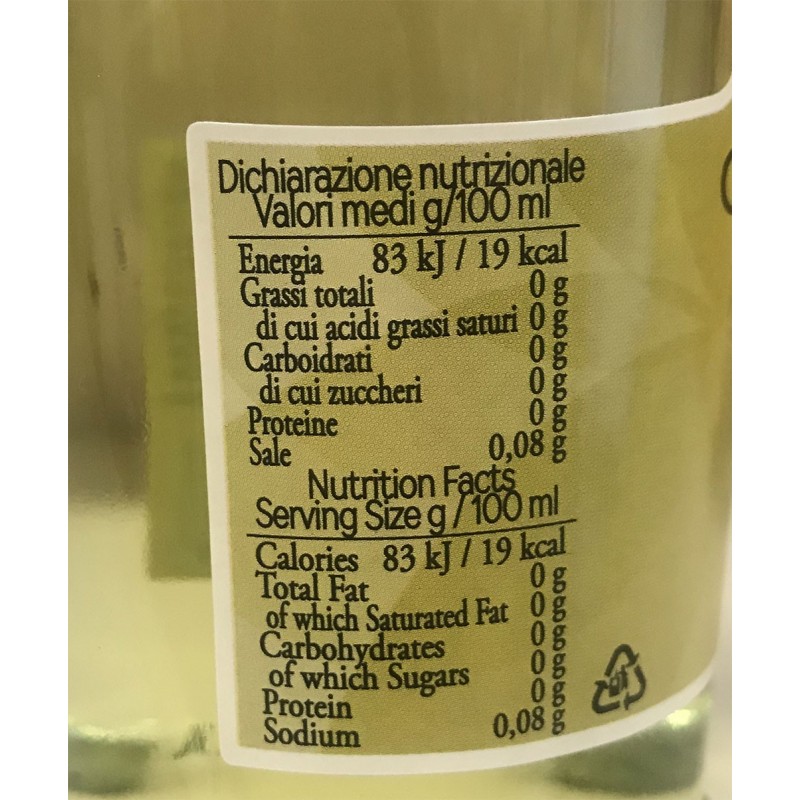 Dichiarazione nutrizionale
Valori medi g/100 ml
Energia 83 kJ / 19 kcal
Grassi totali 0 g
di cui acidi grassi saturi 0 g
Carboidrati 0 g
di cui zuccheri 0 g
Proteine 0 g
Sale 0,08 g
Nutrition Facts
Serving Size g / 100 ml
Calories 83 kJ / 19 kcal
Total Fat 0 g
of which Saturated Fat 0 g
Carbohydrates 0 g
of which Sugars 0 g
Protein 0 g
Sodium 0,08 g